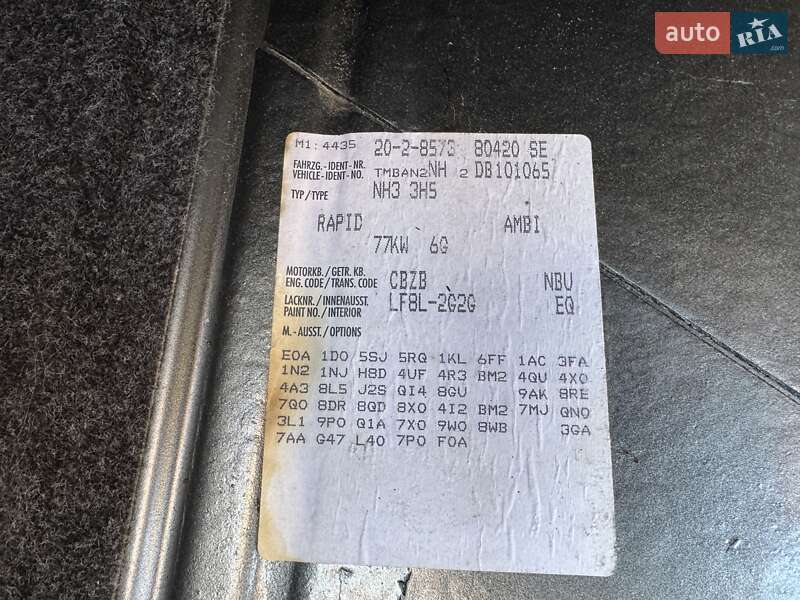 auto RIA .com
M1: 4435 20-2-8573 80420 SE
FAHRZG.-IDENT-NR.
VEHICLE-IDENT-NO. TMBAN2NH 2 DB101065
TYP/TYPE NH3 3H5
RAPID AMBI
77KW 6G
MOTORKB./GETR. KB.
ENG. CODE/TRANS. CODE CBZB NBU
LACKNR./INNENAUSST.
PAINT NO./INTERIOR LF8L-2G2G EQ
M.-AUSST./OPTIONS
E0A 1D0 5SJ 5RQ 1KL 6FF 1AC 3FA
1N2 1NJ H8D 4UF 4R3 BM2 4QU 4X0
4A3 8L5 J2S QI4 8GU 9AK 8RE
7Q0 8DR 8QD 8X0 4I2 BM2 7MJ QN0
3L1 9P0 Q1A 7X0 9W0 8WB 3GA
7AA G47 L40 7P0 F0A